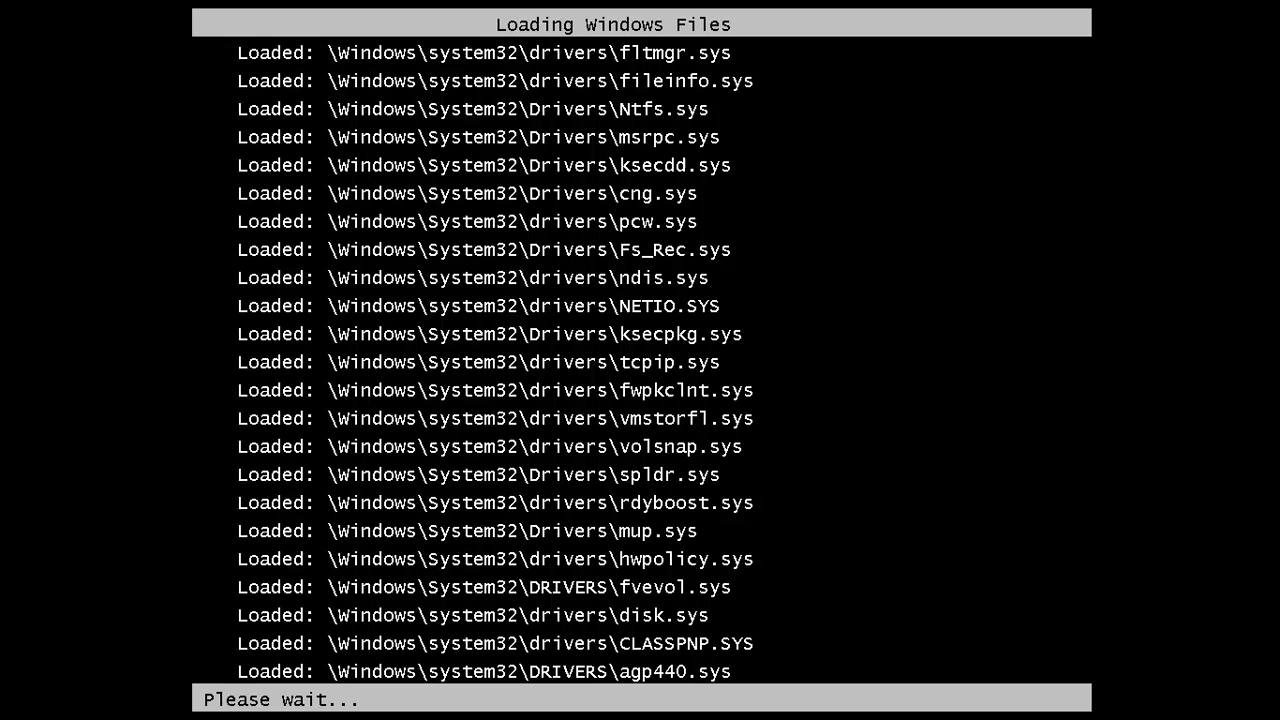 Loading Windows Files
Loaded: \Windows\system32\drivers\fltmgr.sys
Loaded: \Windows\system32\drivers\fileinfo.sys
Loaded: \Windows\System32\Drivers\Ntfs.sys
Loaded: \Windows\System32\Drivers\msrpc.sys
Loaded: \Windows\System32\Drivers\ksecdd.sys
Loaded: \Windows\System32\Drivers\cng.sys
Loaded: \Windows\System32\drivers\pcw.sys
Loaded: \Windows\System32\Drivers\Fs_Rec.sys
Loaded: \Windows\system32\drivers\ndis.sys
Loaded: \Windows\system32\drivers\NETIO.SYS
Loaded: \Windows\System32\Drivers\ksecpkg.sys
Loaded: \Windows\System32\drivers\tcpip.sys
Loaded: \Windows\System32\drivers\fwpkclnt.sys
Loaded: \Windows\system32\drivers\vmstorfl.sys
Loaded: \Windows\system32\drivers\volsnap.sys
Loaded: \Windows\System32\Drivers\spldr.sys
Loaded: \Windows\System32\drivers\rdyboost.sys
Loaded: \Windows\System32\Drivers\mup.sys
Loaded: \Windows\System32\drivers\hwpolicy.sys
Loaded: \Windows\System32\DRIVERS\fvevol.sys
Loaded: \Windows\system32\drivers\disk.sys
Loaded: \Windows\system32\drivers\CLASSPNP.SYS
Loaded: \Windows\system32\DRIVERS\agp440.sys
Please wait...